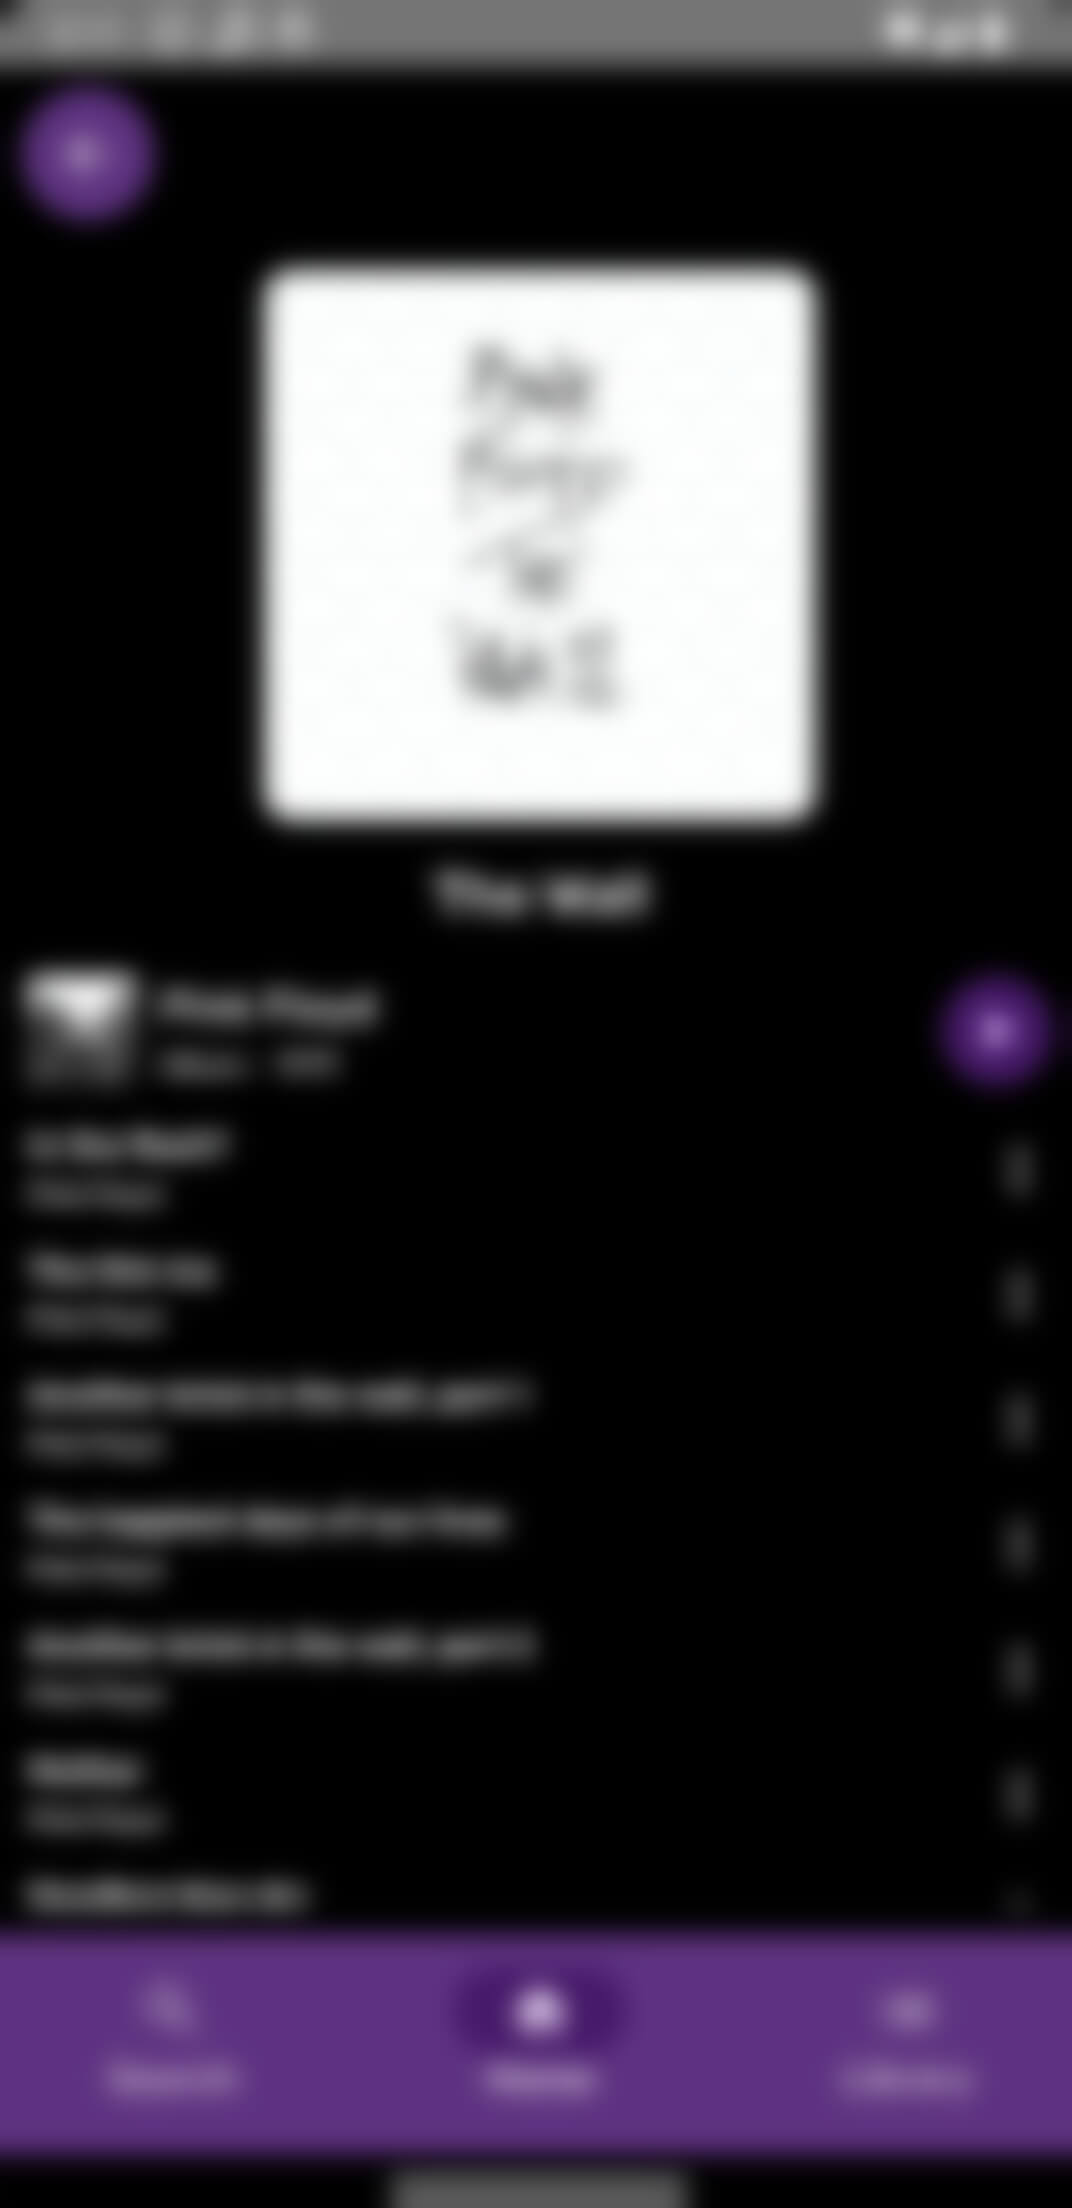 Pink
Floyd
The
Wall
The Wall
Pink Floyd
Album
In the flesh?
Pink Floyd
The thin ice
Pink Floyd
Another brick in the wall, part 1
Pink Floyd
The happiest days of our lives
Pink Floyd
Another brick in the wall, part 2
Pink Floyd
Mother
Pink Floyd
Goodbye blue sky
Search
Home
Library